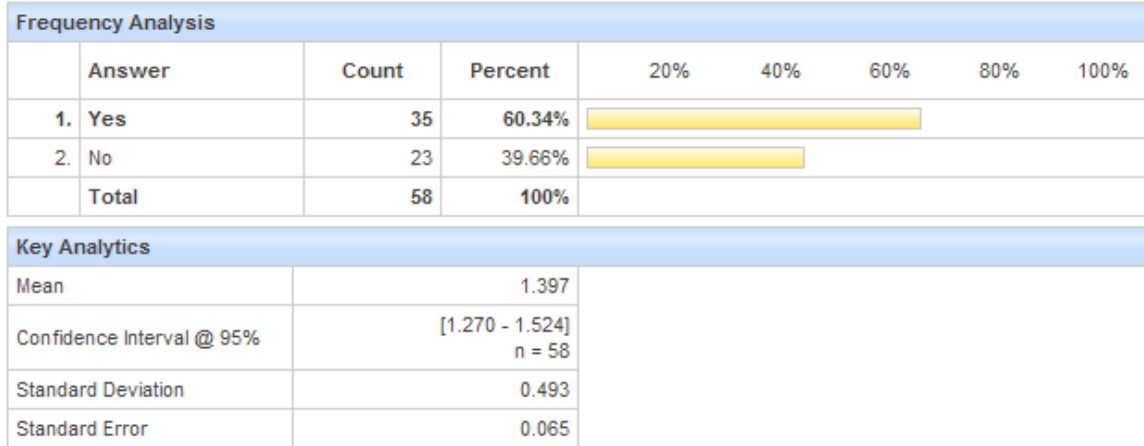 Frequency Analysis
Answer Count Percent 20% 40% 60% 80% 100%
1. Yes 35 60.34%
2. No 23 39.66%
Total 58 100%
Key Analytics
Mean 1.397
Confidence Interval @ 95% [1.270 - 1.524]
n = 58
Standard Deviation 0.493
Standard Error 0.065